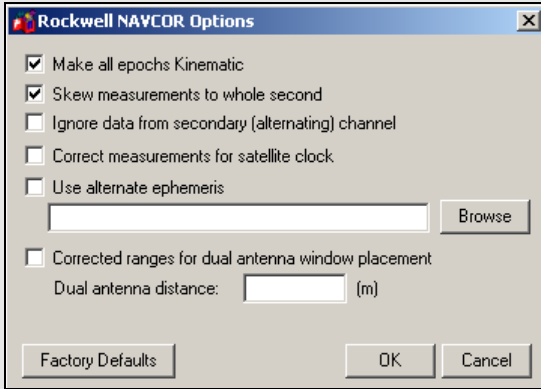 Rockwell NAVCOR Options
Make all epochs Kinematic
Skew measurements to whole second
Ignore data from secondary (alternating) channel
Correct measurements for satellite clock
Use alternate ephemeris
Browse
Corrected ranges for dual antenna window placement
Dual antenna distance: (m)
Factory Defaults OK Cancel